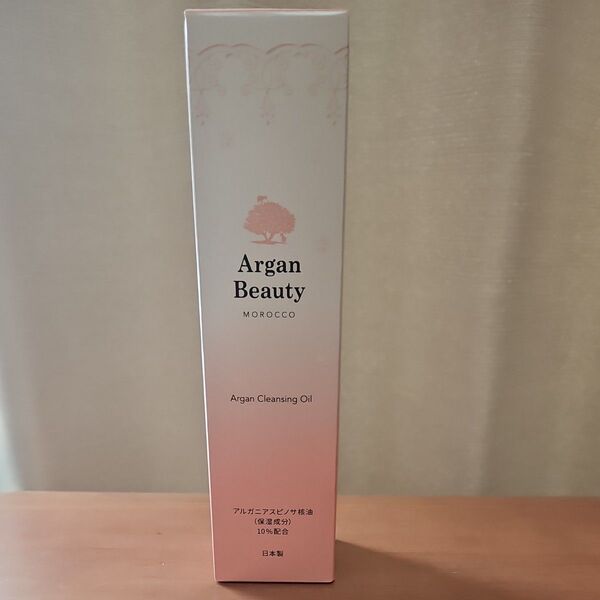 Argan
Beauty
MOROCCO
Argan Cleansing Oil
アルガニアスピノサ核油
(保湿成分)
10%配合
日本製